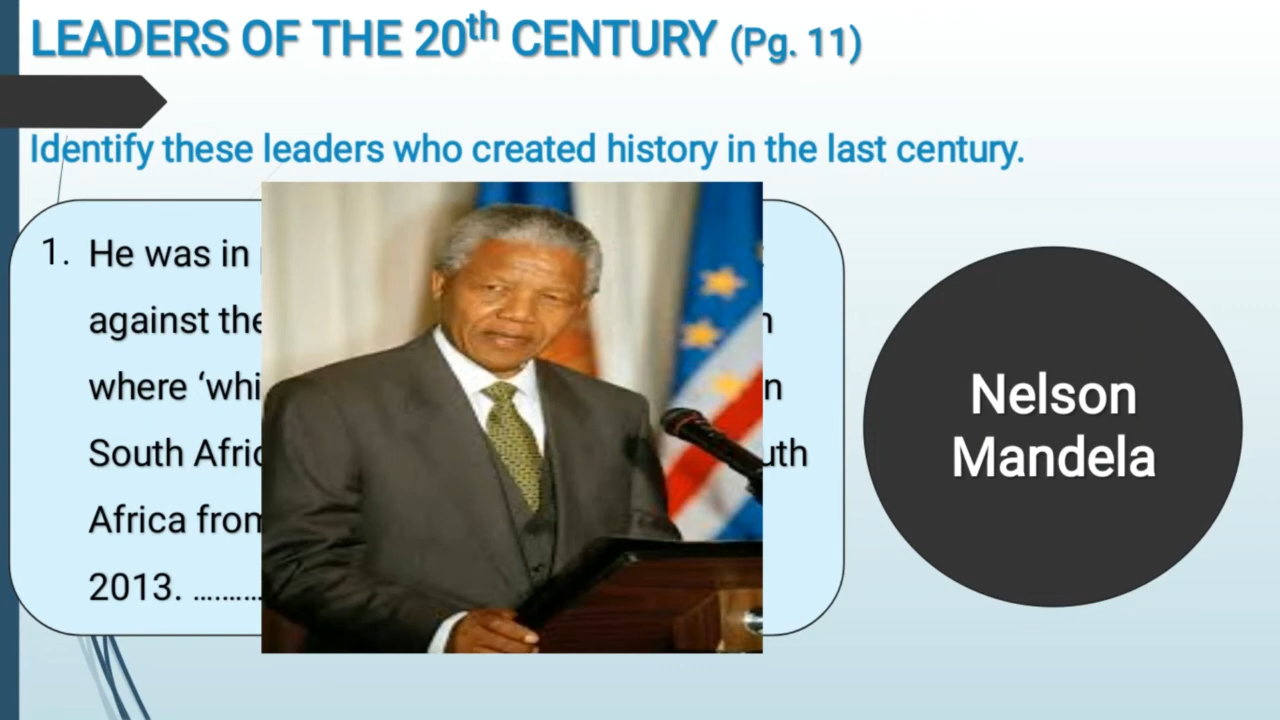 LEADERS OF THE 20th CENTURY (Pg. 11)
Identify these leaders who created history in the last century.
1. He was in
against the
where ‘whi
South Afric
Africa from
2013. ………
Nelson
Mandela